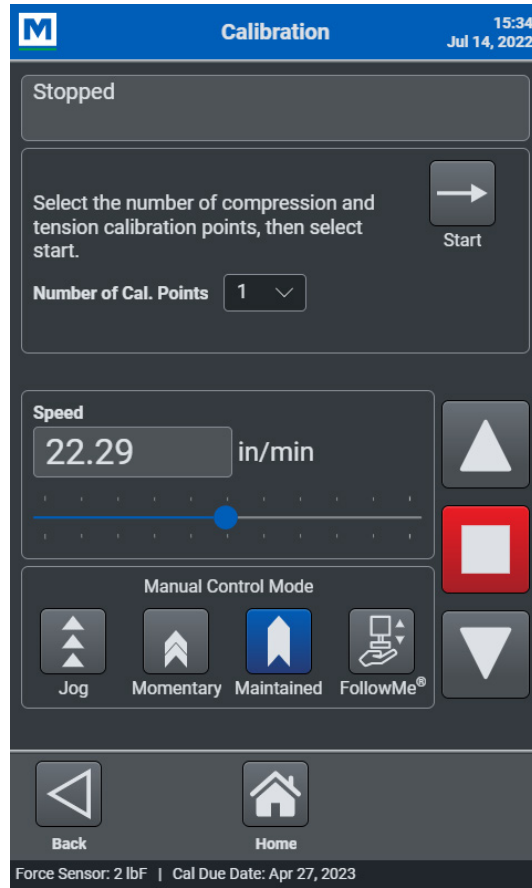 M
Calibration
15:34
Jul 14, 2022
Stopped
Select the number of compression and
tension calibration points, then select
start.
Start
Number of Cal. Points 1
Speed
22.29 in/min
Manual Control Mode
Jog Momentary Maintained FollowMe®
Back Home
Force Sensor: 2 lbF | Cal Due Date: Apr 27, 2023